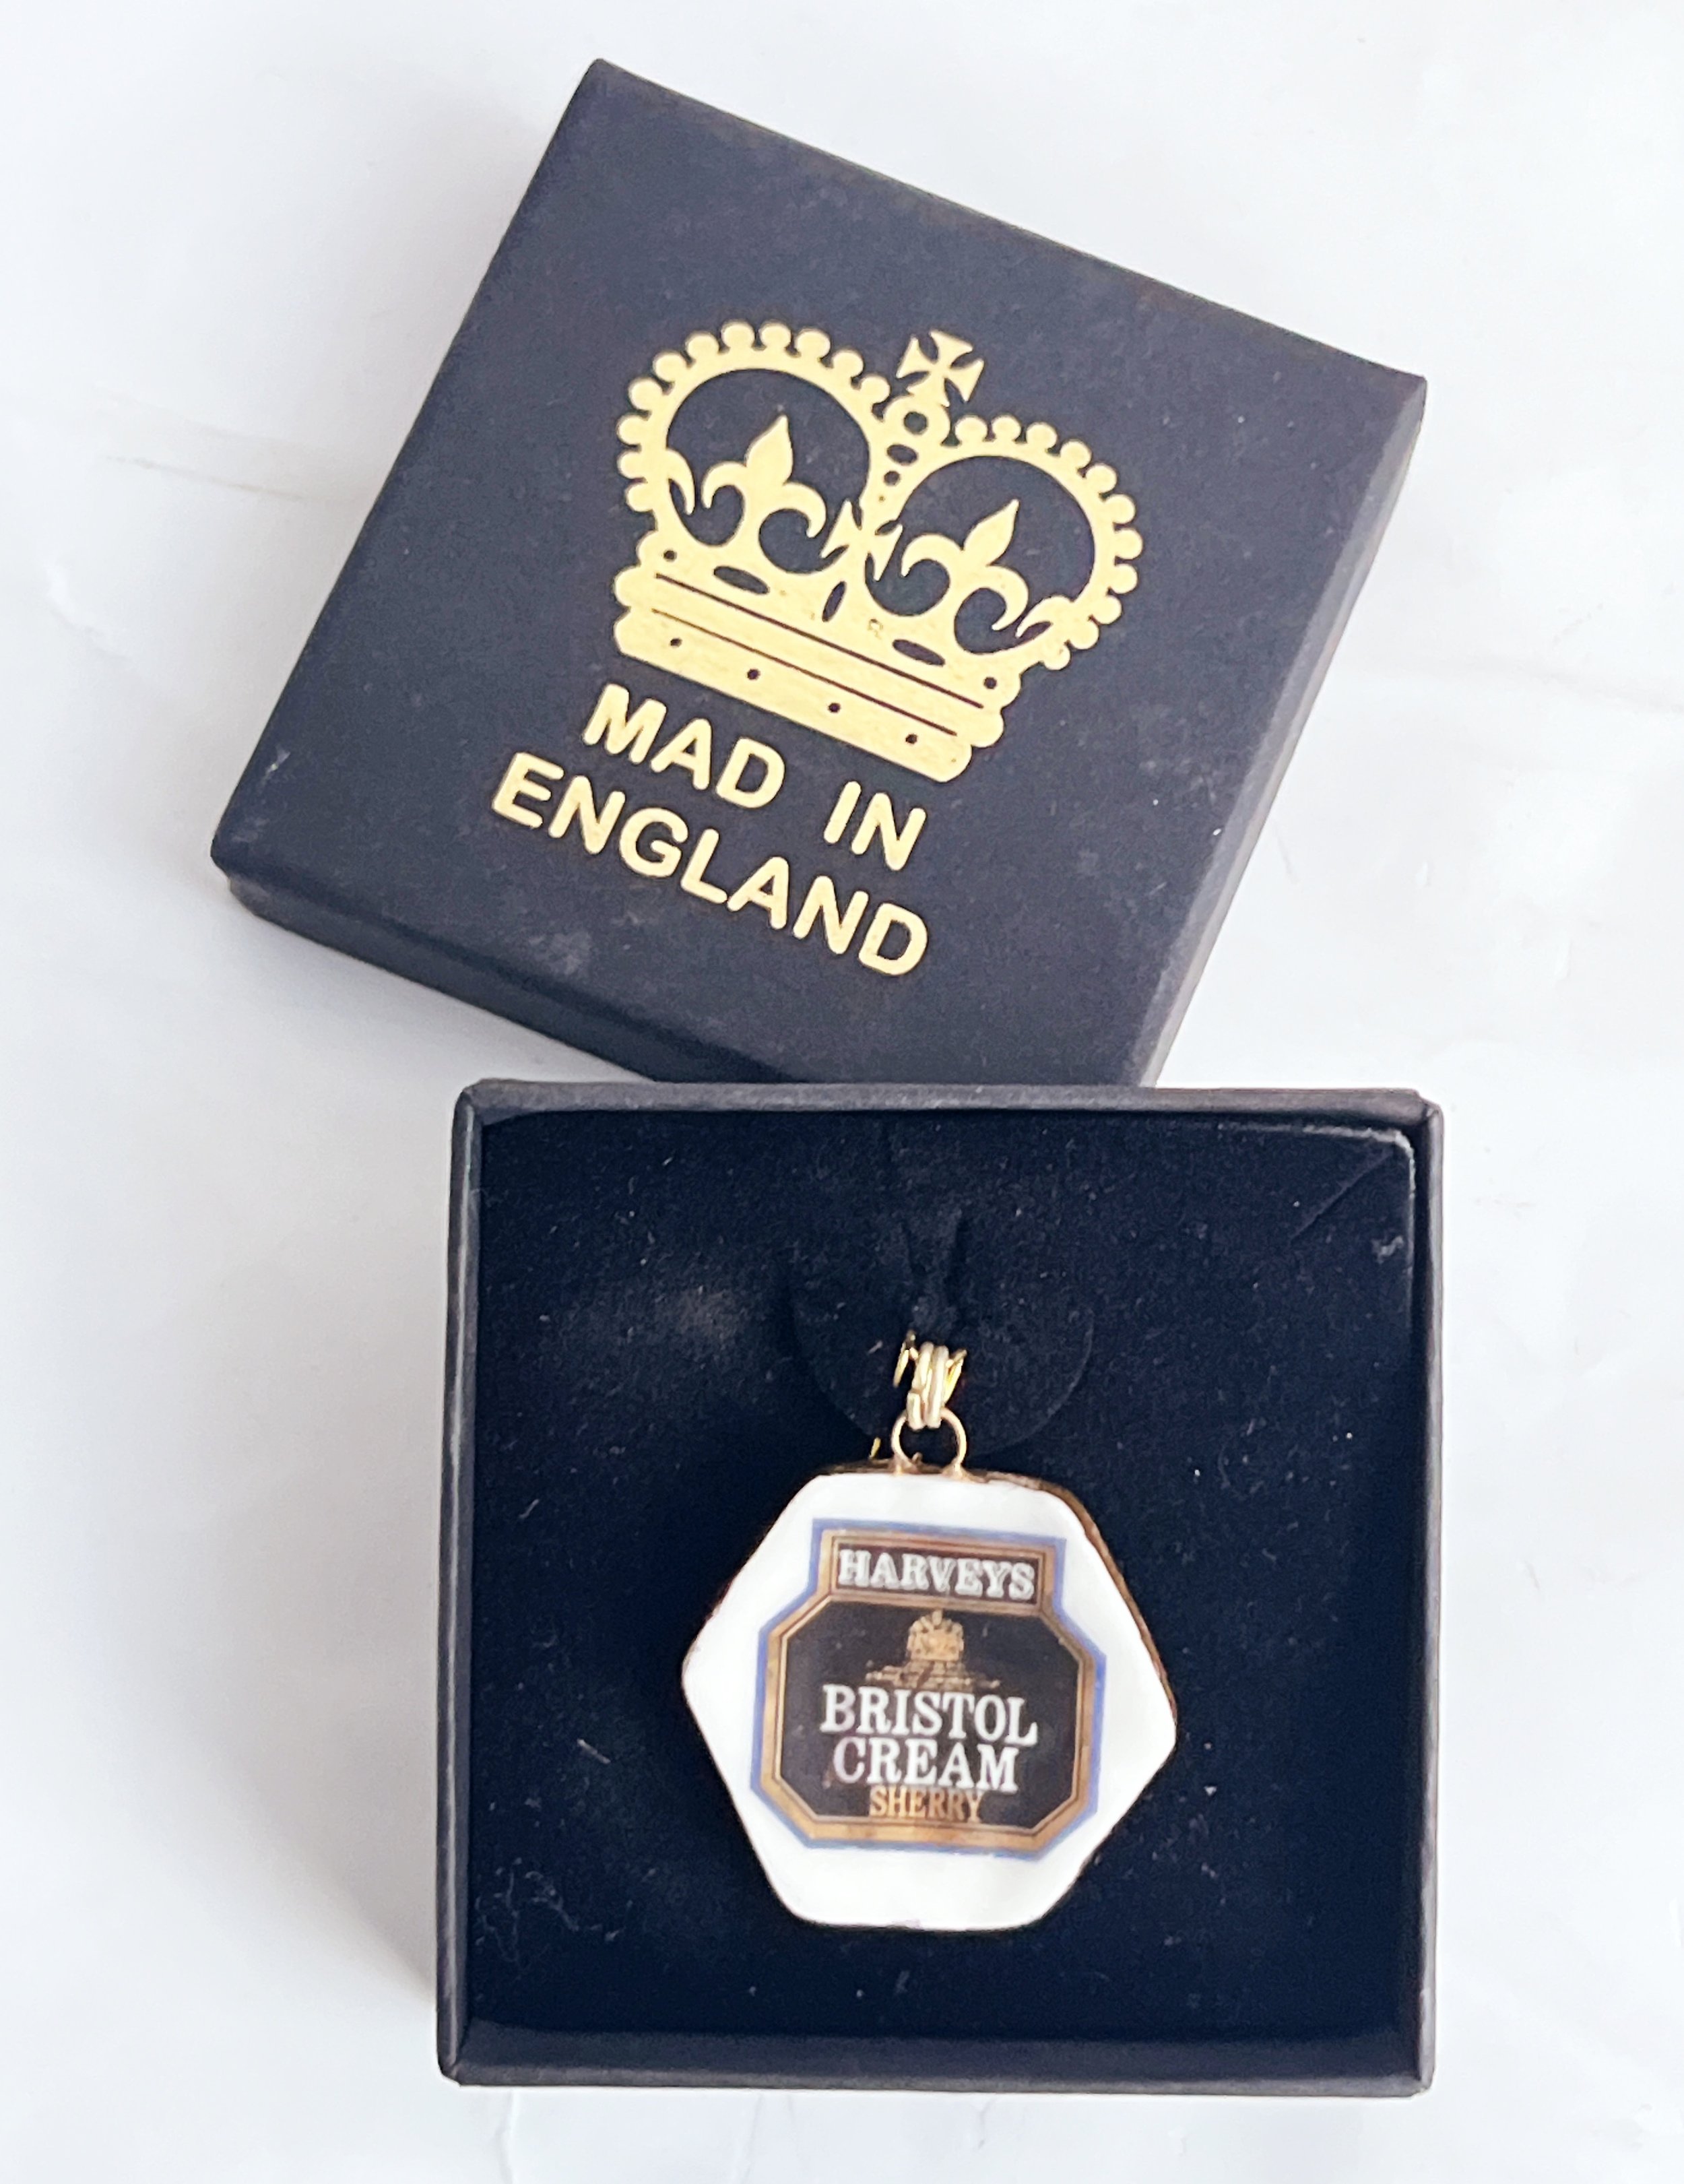 MAD IN
ENGLAND
HARVEYS
BRISTOL
CREAM
SHERRY